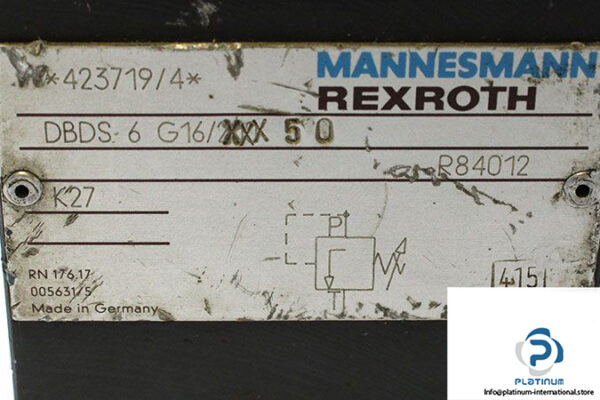 *423719/4*
MANNESMANN
REXROTH
DBDS 6 G16/XXX 50
R84012
K27
P
T
RN 176.17
005631/5
Made in Germany
415
PLATINUM
Info@platinum-international.store